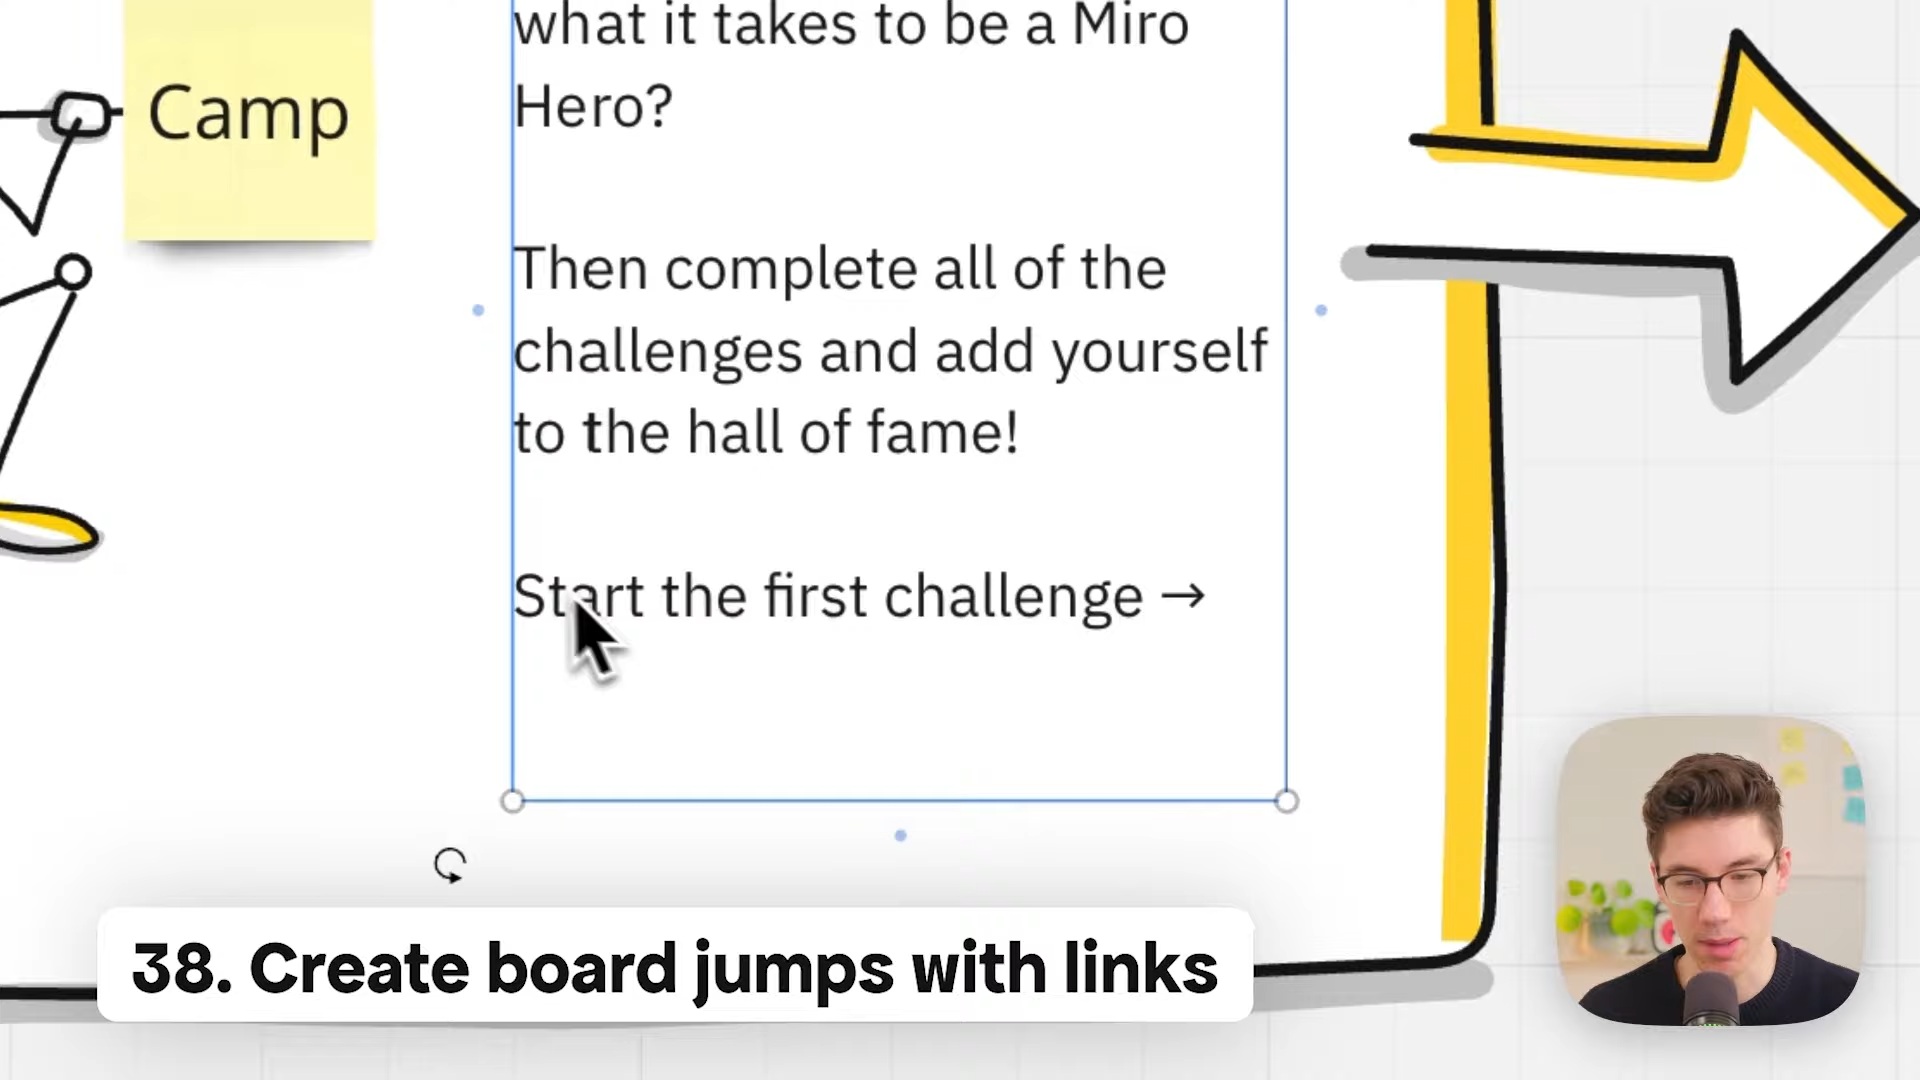 Camp
what it takes to be a Miro
Hero?
Then complete all of the
challenges and add yourself
to the hall of fame!
Start the first challenge →
38. Create board jumps with links